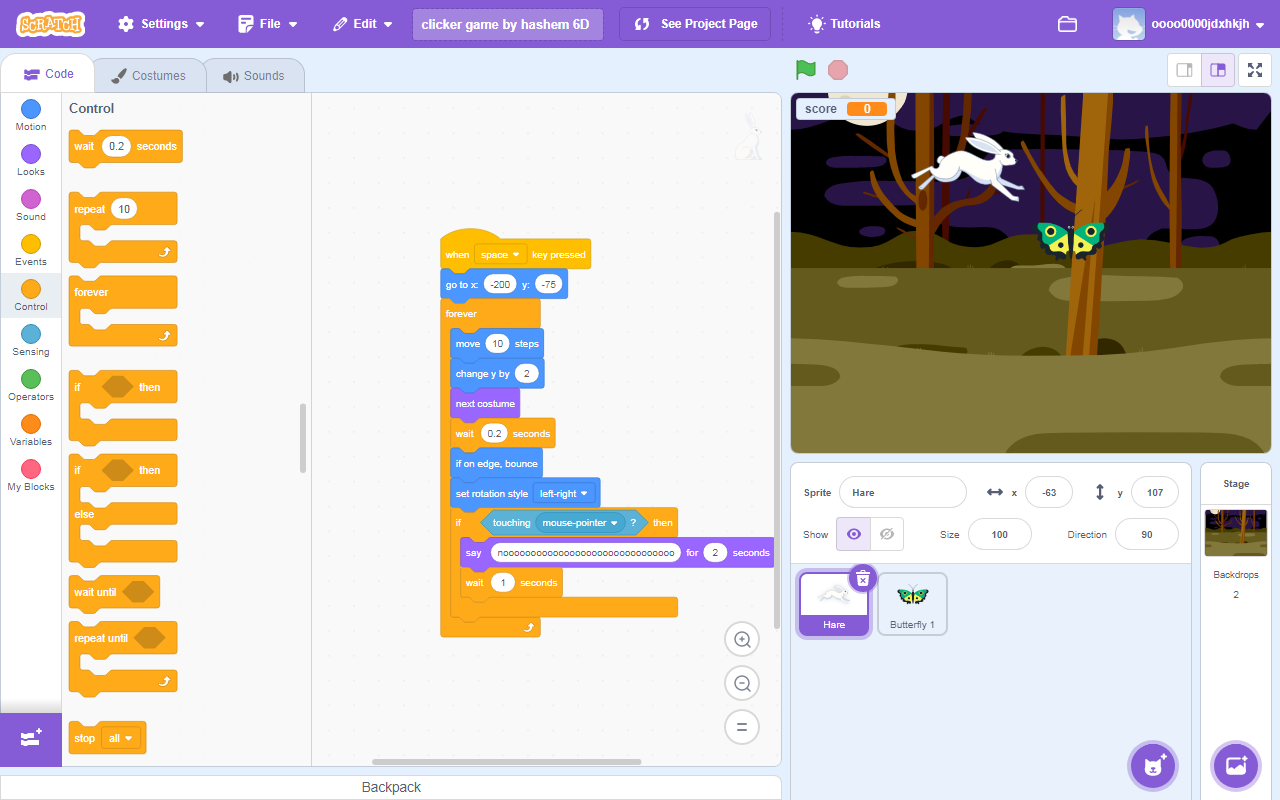 SCRATCH Settings File Edit clicker game by hashem 6D See Project Page Tutorials oooo0000jdxhkjh
Code Costumes Sounds
Motion
Looks
Sound
Events
Control
Sensing
Operators
Variables
My Blocks
Control
wait 0.2 seconds
repeat 10
forever
if then
if then
else
wait until
repeat until
stop all
when space key pressed
go to x: -200 y: -75
forever
move 10 steps
change y by 2
next costume
wait 0.2 seconds
if on edge, bounce
set rotation style left-right
if touching mouse-pointer ? then
say nooooooooooooooooooooooooooooooo for 2 seconds
wait 1 seconds
Backpack
score 0
Sprite Hare x -63 y 107
Show Size 100 Direction 90
Hare
Butterfly 1
Stage
Backdrops
2